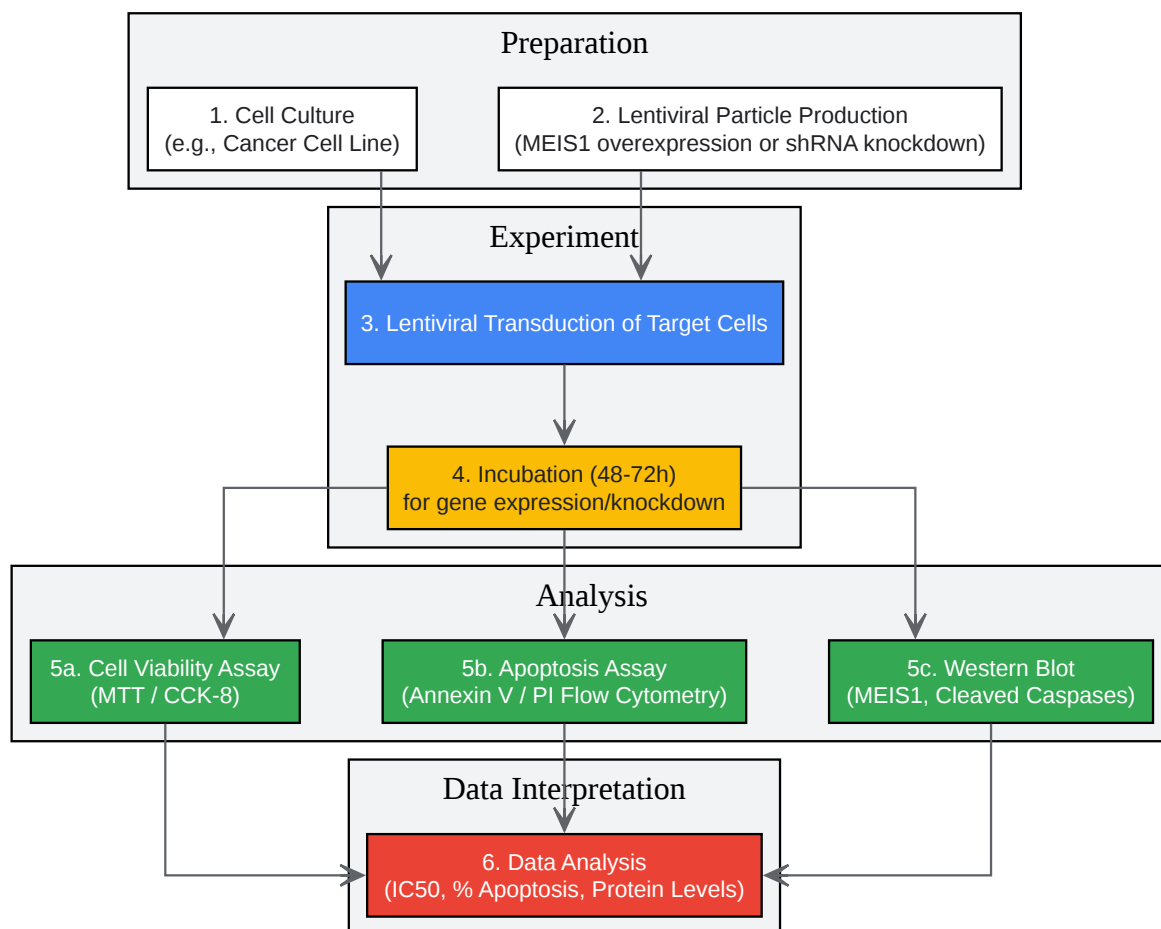 Preparation
1. Cell Culture
(e.g., Cancer Cell Line)
2. Lentiviral Particle Production
(MEIS1 overexpression or shRNA knockdown)
Experiment
3. Lentiviral Transduction of Target Cells
4. Incubation (48-72h)
for gene expression/knockdown
Analysis
5a. Cell Viability Assay
(MTT / CCK-8)
5b. Apoptosis Assay
(Annexin V / PI Flow Cytometry)
5c. Western Blot
(MEIS1, Cleaved Caspases)
Data Interpretation
6. Data Analysis
(IC50, % Apoptosis, Protein Levels)